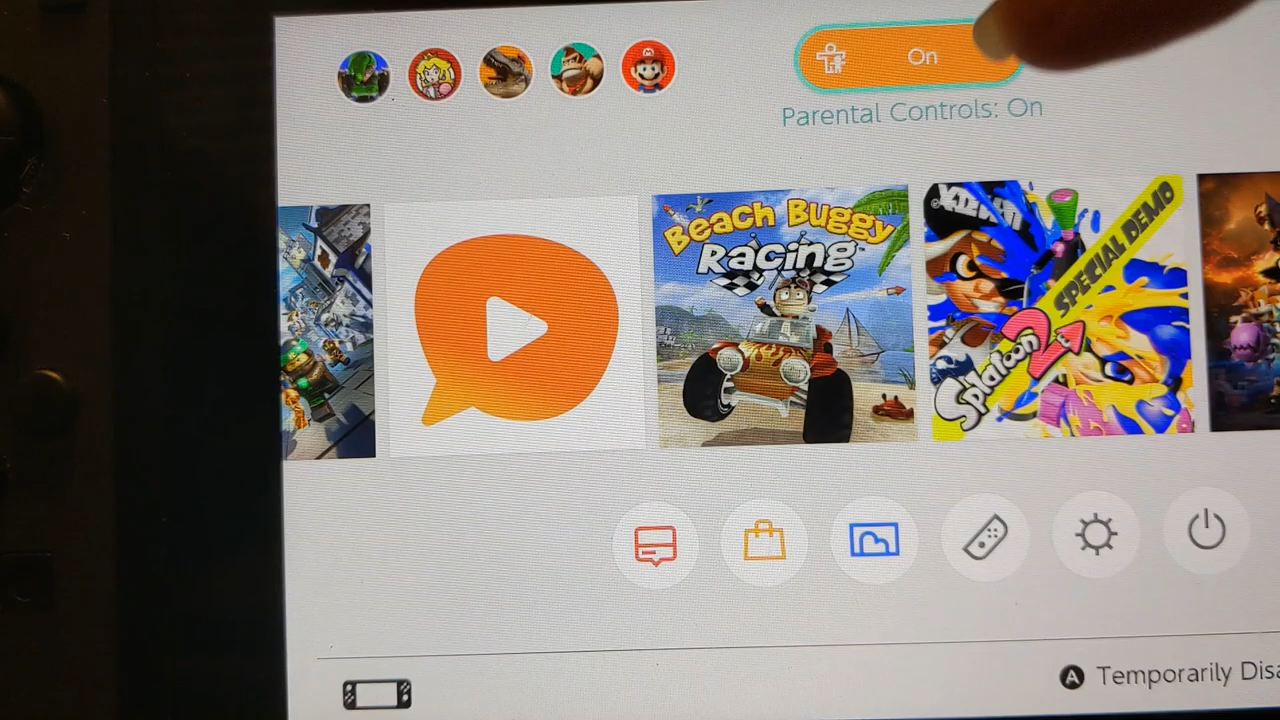 On
Parental Controls: On
Beach Buggy
Racing
SPECIAL DEMO
Splatoon 2
A Temporarily Disa